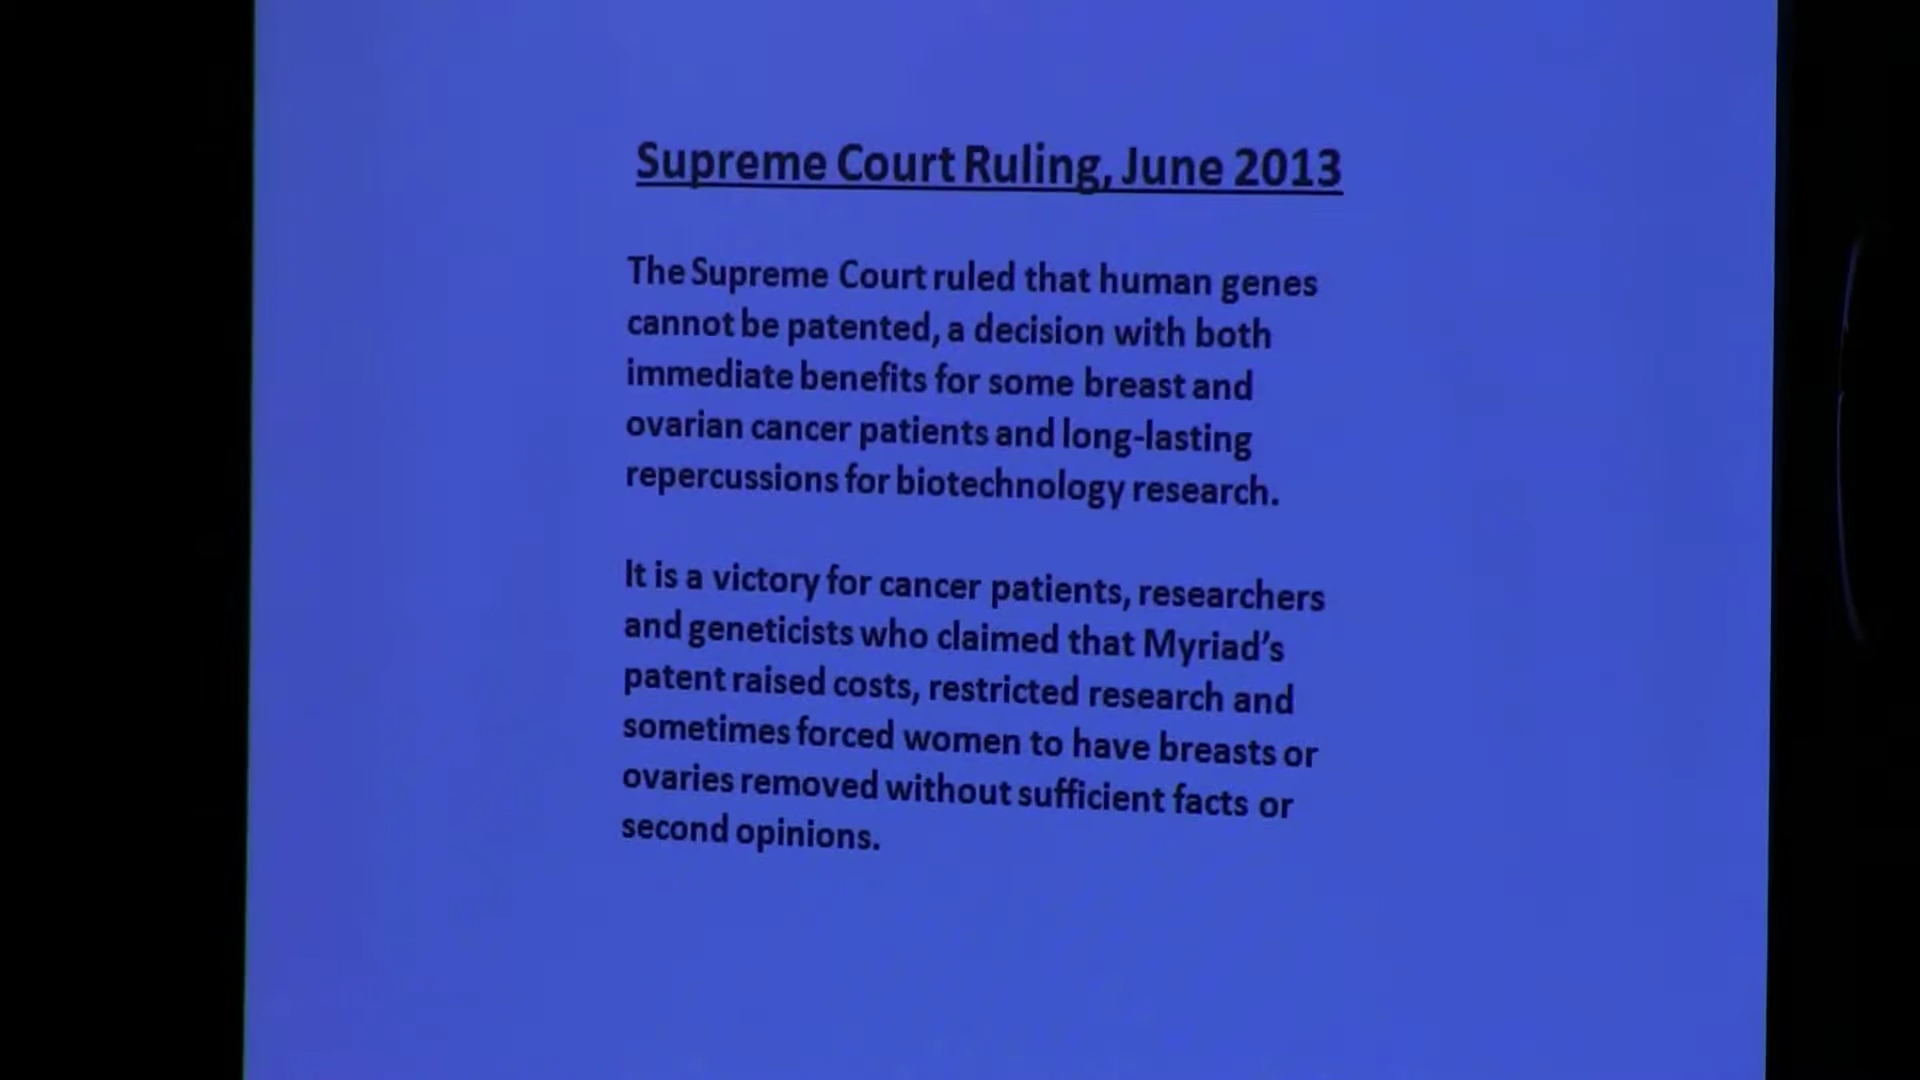 Supreme Court Ruling, June 2013
The Supreme Court ruled that human genes
cannot be patented, a decision with both
immediate benefits for some breast and
ovarian cancer patients and long-lasting
repercussions for biotechnology research.
It is a victory for cancer patients, researchers
and geneticists who claimed that Myriad's
patent raised costs, restricted research and
sometimes forced women to have breasts or
ovaries removed without sufficient facts or
second opinions.